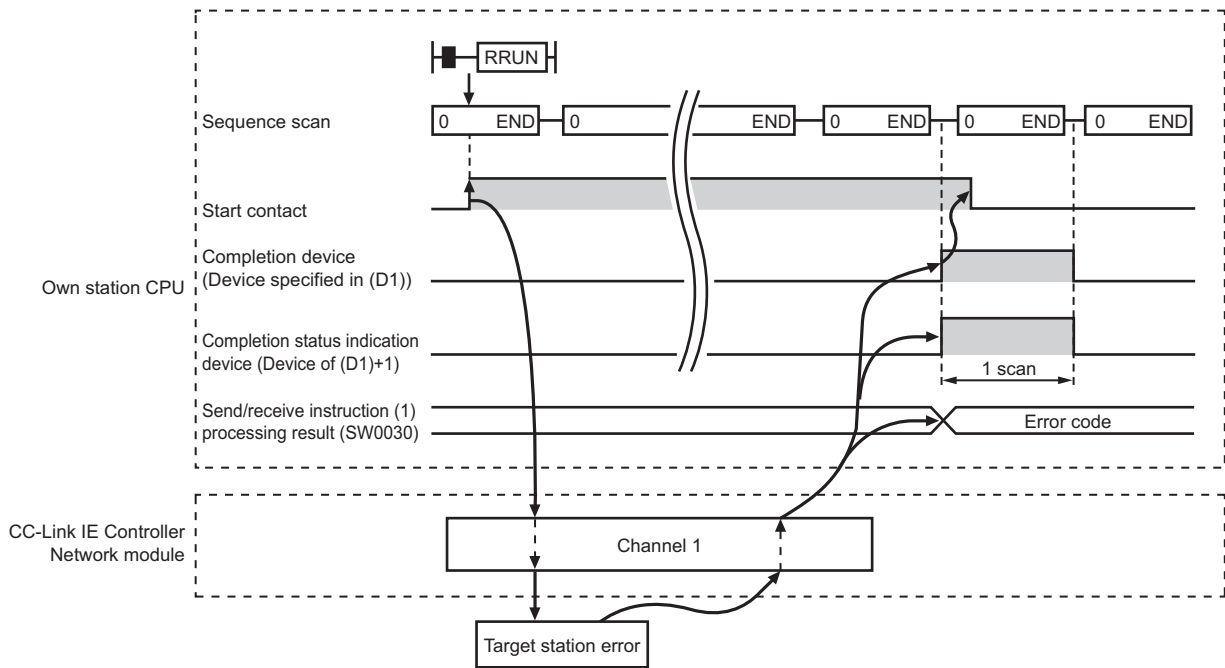 RRUN
Sequence scan
0 END 0 END 0 END 0 END 0 END
Start contact
Completion device
(Device specified in (D1))
Own station CPU
Completion status indication
device (Device of (D1)+1)
1 scan
Send/receive instruction (1)
processing result (SW0030)
Error code
CC-Link IE Controller
Network module
Channel 1
Target station error